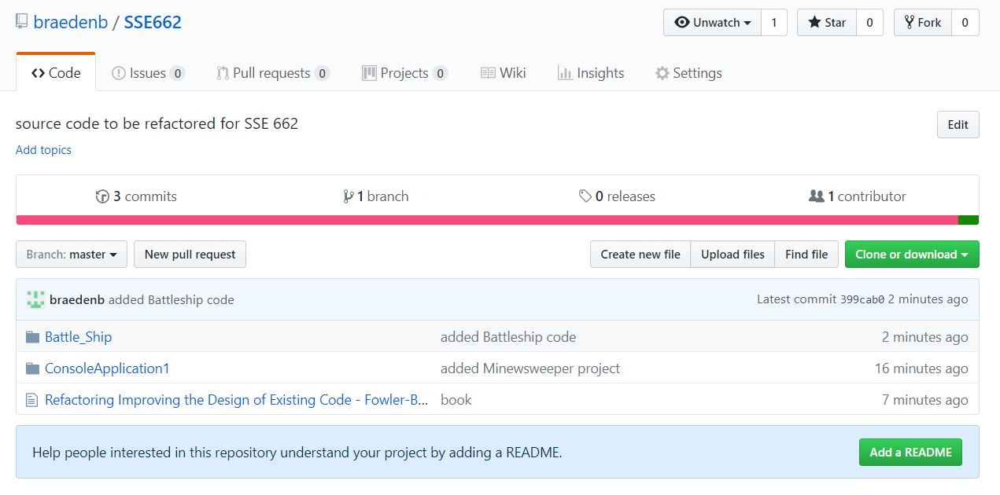 braedenb / SSE662
Unwatch 1 Star 0 Fork 0
Code Issues 0 Pull requests 0 Projects 0 Wiki Insights Settings
source code to be refactored for SSE 662 Edit
Add topics
3 commits 1 branch 0 releases 1 contributor
Branch: master New pull request Create new file Upload files Find file Clone or download
braedenb added Battleship code Latest commit 399cab0 2 minutes ago
Battle_Ship added Battleship code 2 minutes ago
ConsoleApplication1 added Minewsweeper project 16 minutes ago
Refactoring Improving the Design of Existing Code - Fowler-B... book 7 minutes ago
Help people interested in this repository understand your project by adding a README. Add a README